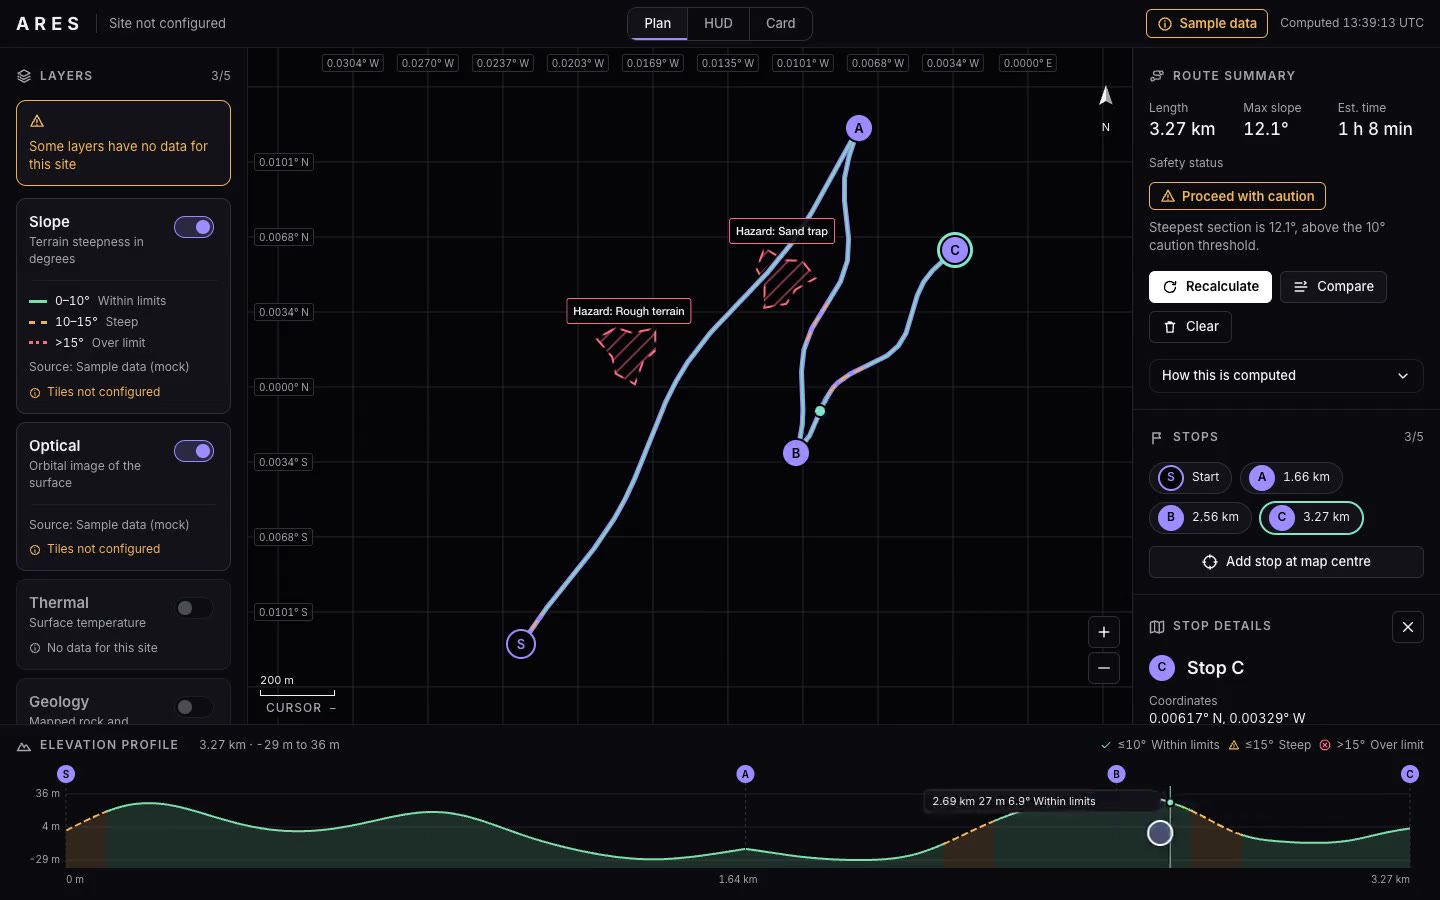 ARES
Site not configured
Plan
HUD
Card
Sample data
Computed 13:39:13 UTC
LAYERS
3/5
Some layers have no data for
this site
Slope
Terrain steepness in
degrees
0–10° Within limits
10–15° Steep
>15° Over limit
Source: Sample data (mock)
Tiles not configured
Optical
Orbital image of the
surface
Source: Sample data (mock)
Tiles not configured
Thermal
Surface temperature
No data for this site
Geology
Mapped rock and
0.0304° W
0.0270° W
0.0237° W
0.0203° W
0.0169° W
0.0135° W
0.0101° W
0.0068° W
0.0034° W
0.0000° E
N
0.0101° N
0.0068° N
0.0034° N
0.0000° N
0.0034° S
0.0068° S
0.0101° S
A
Hazard: Sand trap
C
Hazard: Rough terrain
B
S
200 m
CURSOR –
+
−
ROUTE SUMMARY
Length
3.27 km
Max slope
12.1°
Est. time
1 h 8 min
Safety status
Proceed with caution
Steepest section is 12.1°, above the 10°
caution threshold.
Recalculate
Compare
Clear
How this is computed
STOPS
3/5
S Start
A 1.66 km
B 2.56 km
C 3.27 km
Add stop at map centre
STOP DETAILS
C Stop C
Coordinates
0.00617° N, 0.00329° W
ELEVATION PROFILE
3.27 km · -29 m to 36 m
≤10° Within limits
≤15° Steep
>15° Over limit
S
A
B
C
36 m
4 m
-29 m
2.69 km 27 m 6.9° Within limits
0 m
1.64 km
3.27 km